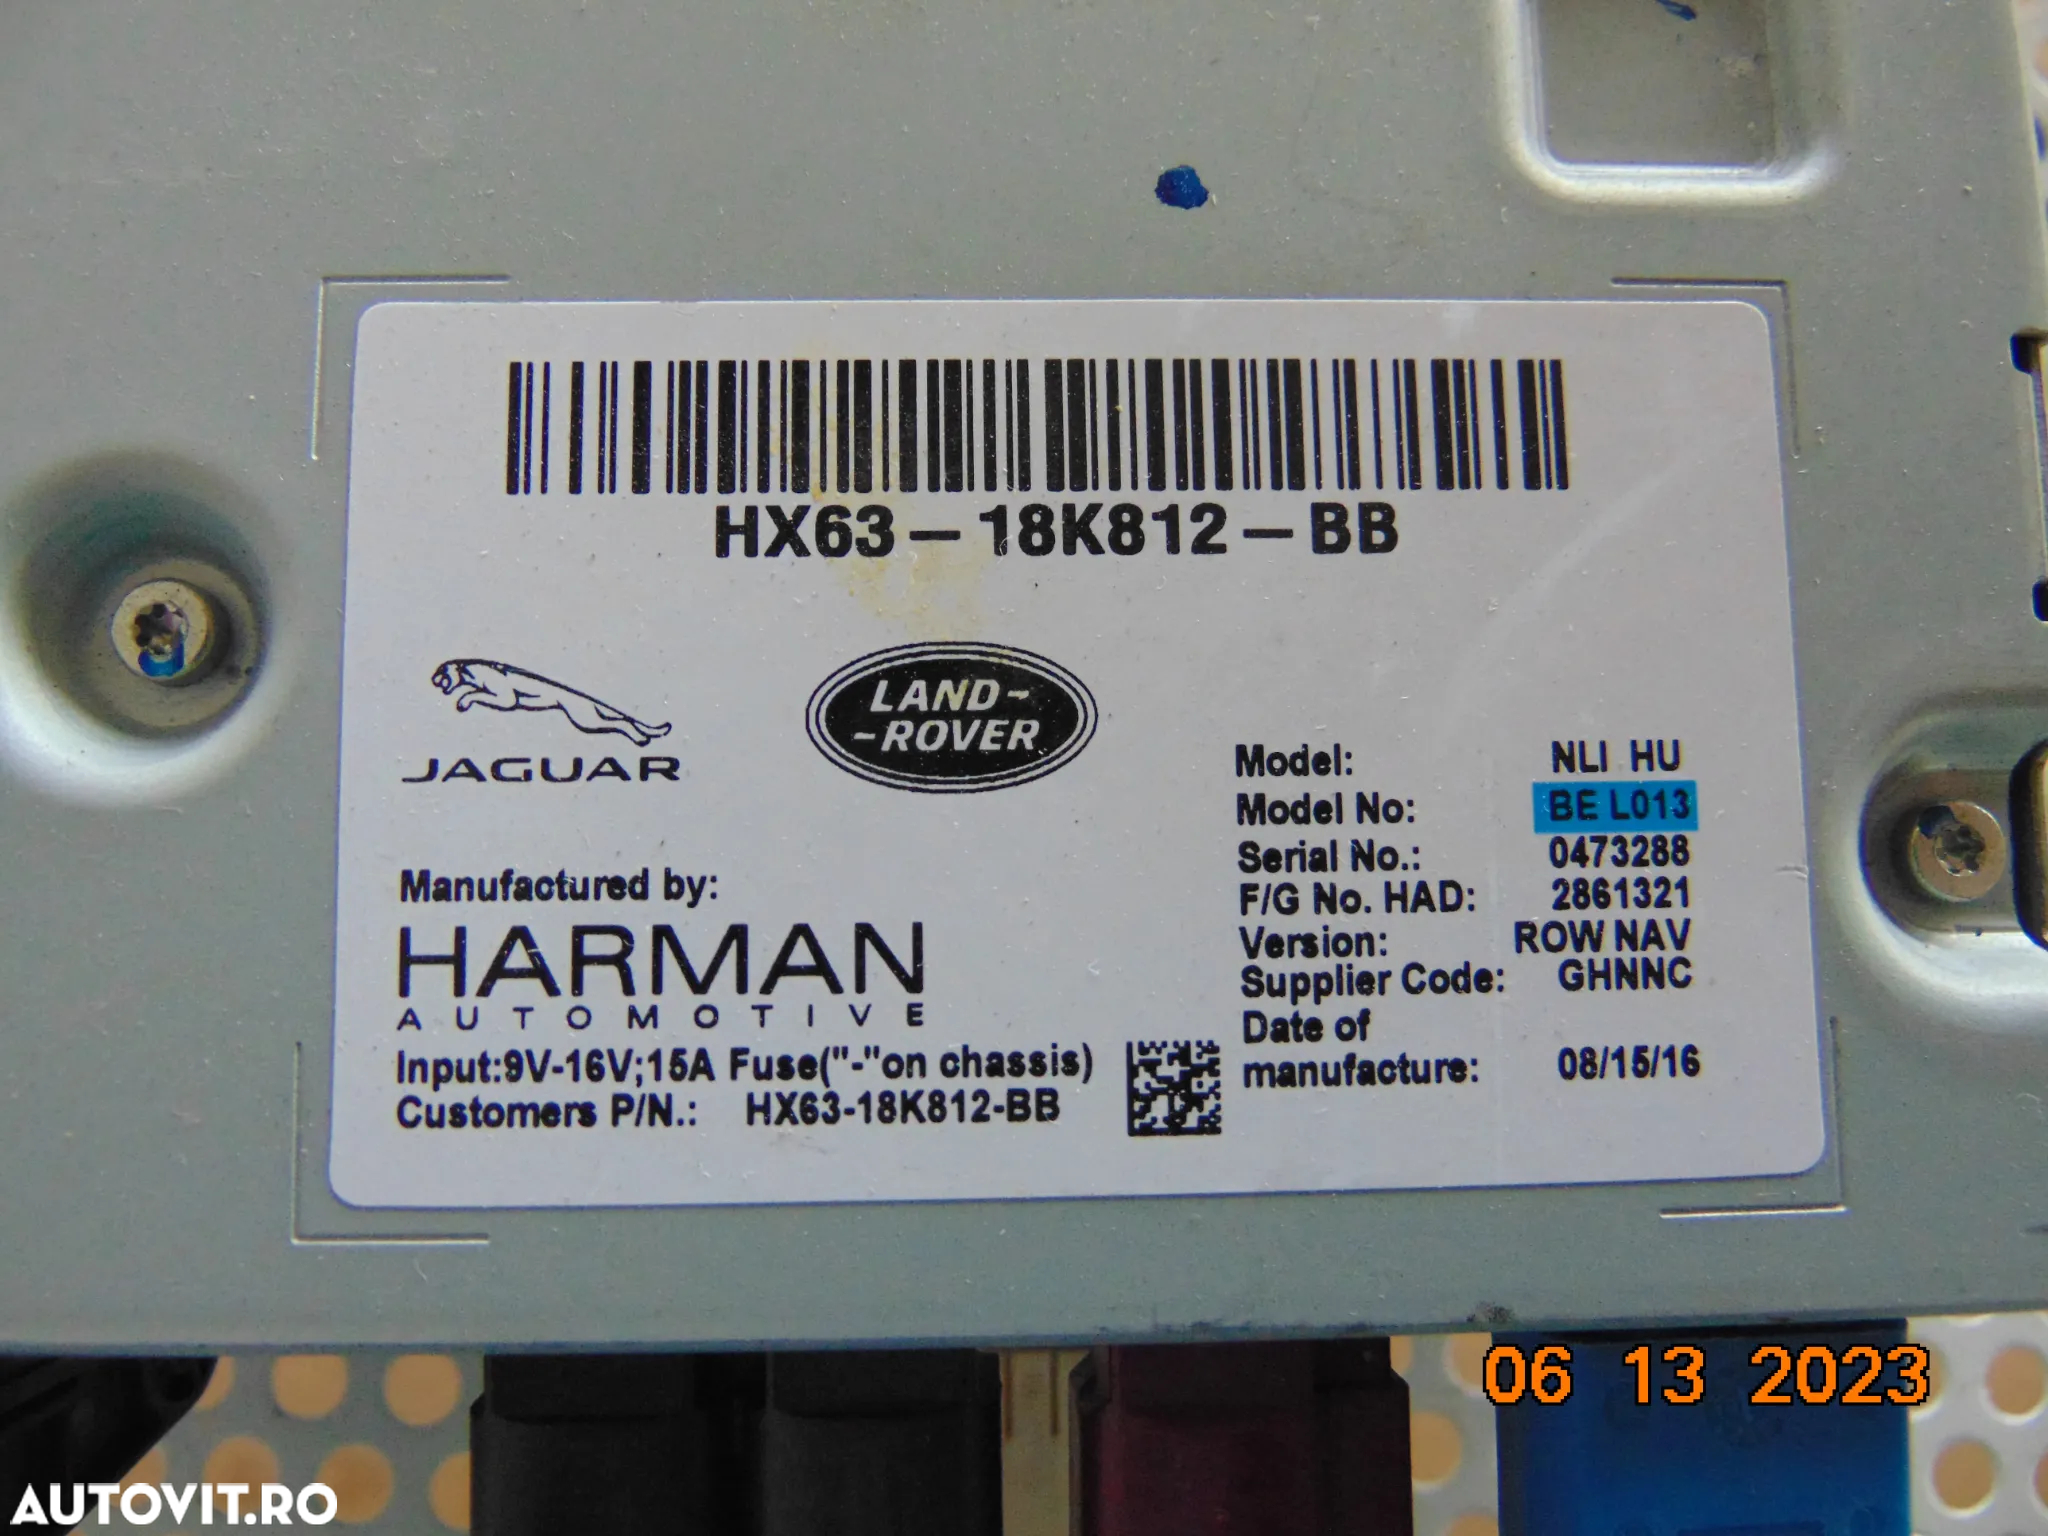 HX63-18K812-BB
JAGUAR
LAND-
-ROVER
Manufactured by:
HARMAN
AUTOMOTIVE
Input:9V-16V;15A Fuse("-"on chassis)
Customers P/N.: HX63-18K812-BB
Model: NLI HU
Model No: BE L013
Serial No.: 0473288
F/G No. HAD: 2861321
Version: ROW NAV
Supplier Code: GHNNC
Date of
manufacture: 08/15/16
06 13 2023
AUTOVIT.RO